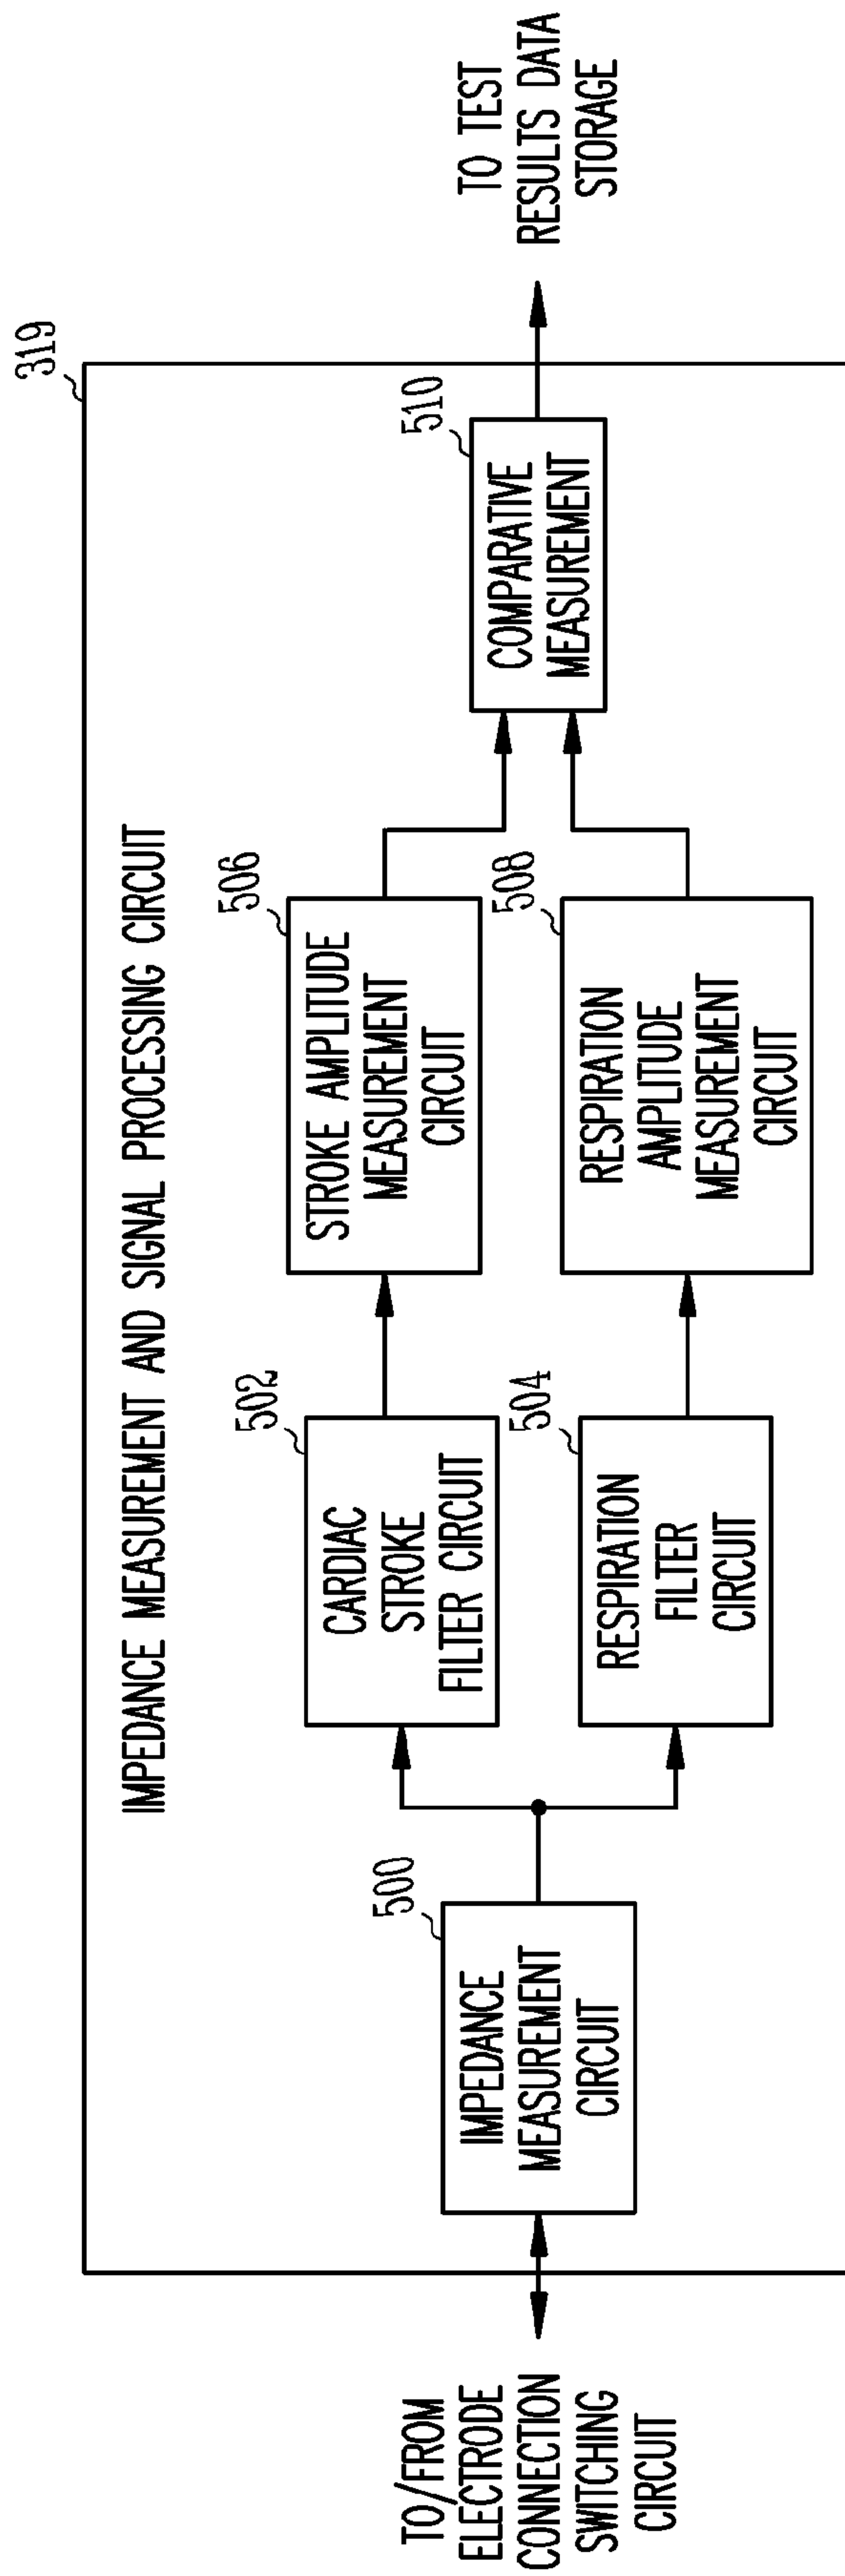 319
IMPEDANCE MEASUREMENT AND SIGNAL PROCESSING CIRCUIT
TO/FROM
ELECTRODE
CONNECTION
SWITCHING
CIRCUIT
500
IMPEDANCE
MEASUREMENT
CIRCUIT
502
CARDIAC
STROKE
FILTER CIRCUIT
504
RESPIRATION
FILTER
CIRCUIT
506
STROKE AMPLITUDE
MEASUREMENT
CIRCUIT
508
RESPIRATION
AMPLITUDE
MEASUREMENT
CIRCUIT
510
COMPARATIVE
MEASUREMENT
TO TEST
RESULTS DATA
STORAGE